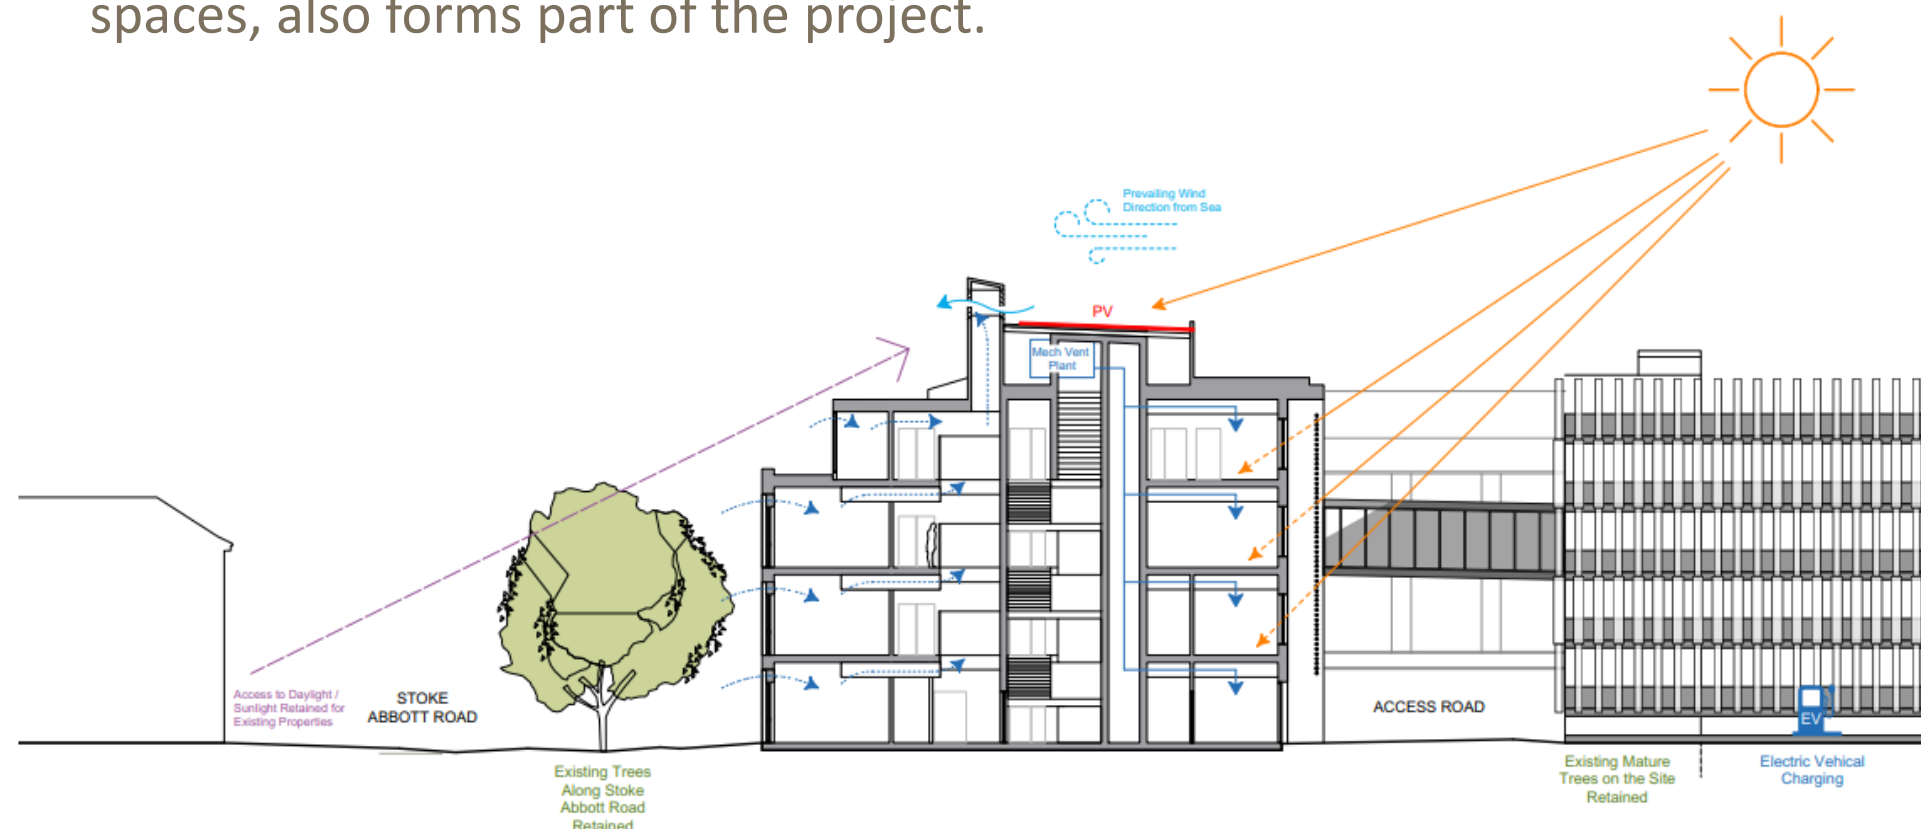 spaces, also forms part of the project.
Prevailing Wind
Direction from Sea
PV
Mech Vent
Plant
Access to Daylight /
Sunlight Retained for
Existing Properties
STOKE
ABBOTT ROAD
ACCESS ROAD
EV
Existing Trees
Along Stoke
Abbott Road
Retained
Existing Mature
Trees on the Site
Retained
Electric Vehical
Charging